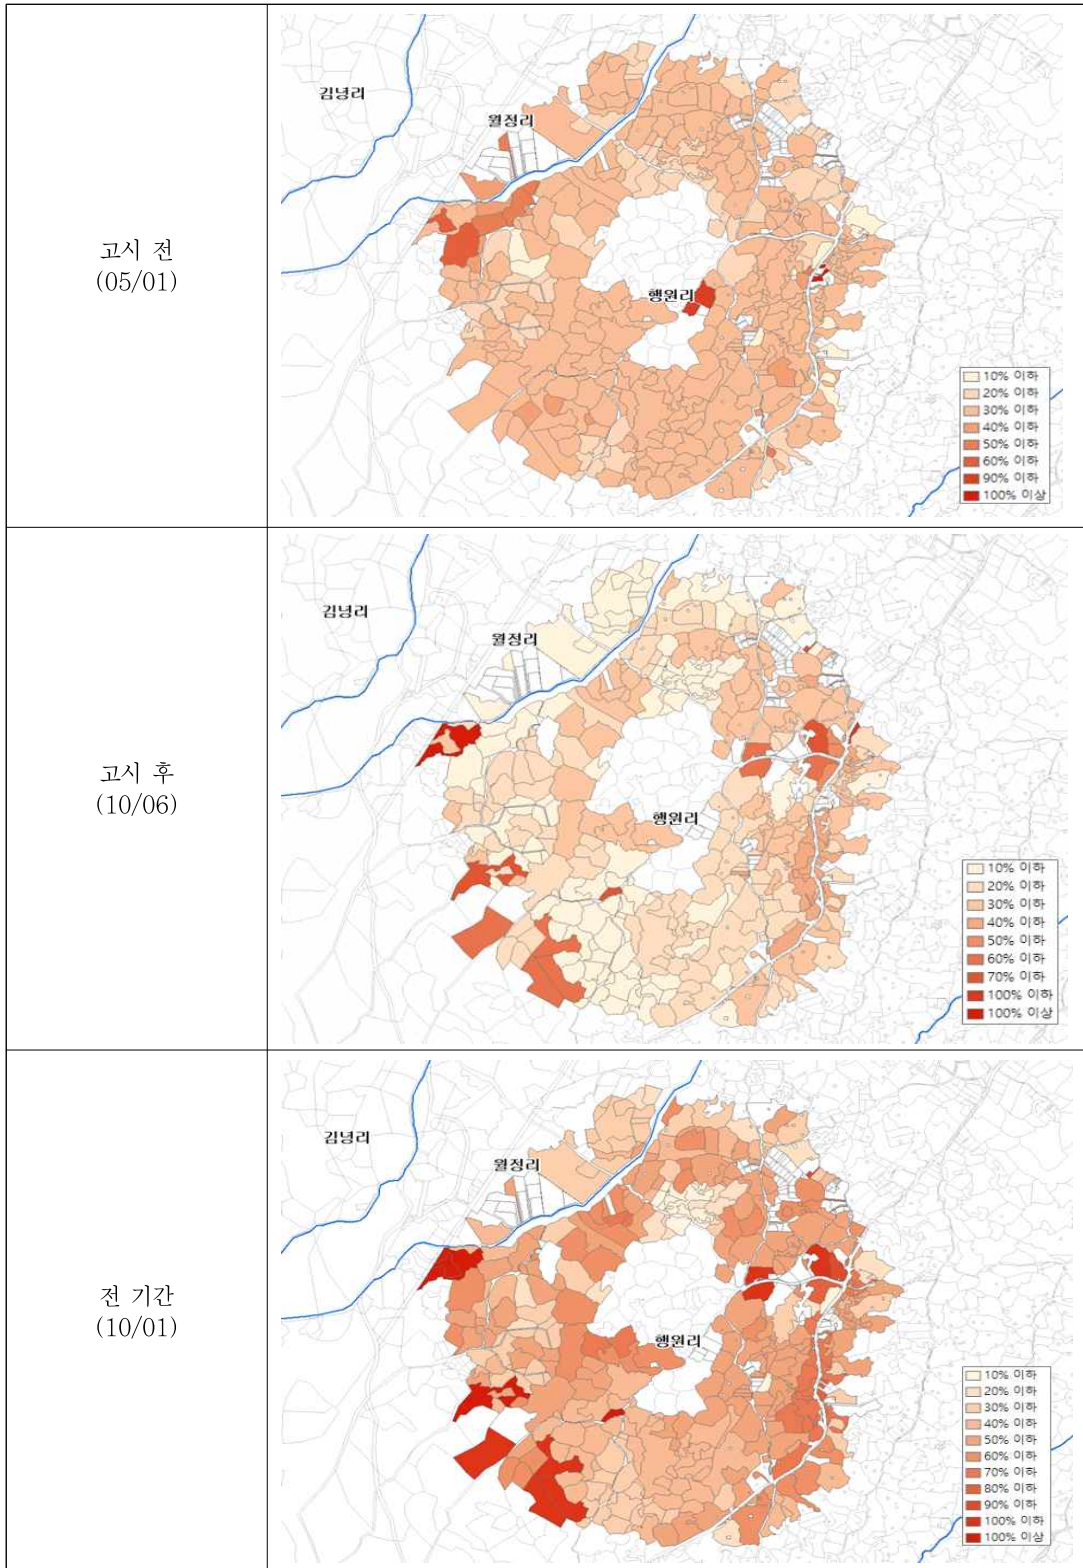 고시 전
(05/01)
김녕리
월정리
행원리
10% 이하
20% 이하
30% 이하
40% 이하
50% 이하
60% 이하
90% 이하
100% 이상
고시 후
(10/06)
김녕리
월정리
행원리
10% 이하
20% 이하
30% 이하
40% 이하
50% 이하
60% 이하
70% 이하
100% 이하
100% 이상
전 기간
(10/01)
김녕리
월정리
행원리
10% 이하
20% 이하
30% 이하
40% 이하
50% 이하
60% 이하
70% 이하
80% 이하
90% 이하
100% 이하
100% 이상